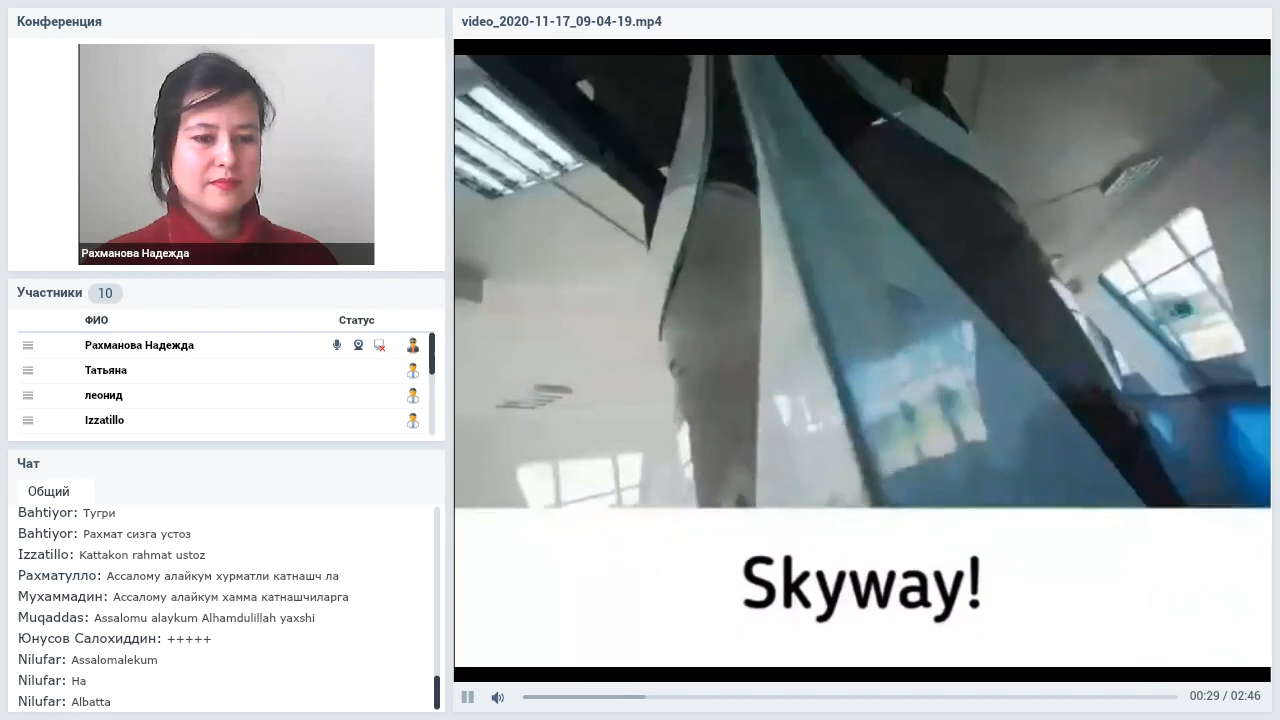 Конференция
Рахманова Надежда
Участники 10
ФИО Статус
Рахманова Надежда
Татьяна
леонид
Izzatillo
Чат
Общий
Bahtiyor: Тугри
Bahtiyor: Рахмат сизга устоз
Izzatillo: Kattakon rahmat ustoz
Рахматулло: Ассалому алайкум хурматли катнашч ла
Мухаммадин: Ассалому алайкум хамма катнашчиларга
Muqaddas: Assalomu alaykum Alhamdulillah yaxshi
Юнусов Салохиддин: +++++
Nilufar: Assalomalekum
Nilufar: На
Nilufar: Albatta
video_2020-11-17_09-04-19.mp4
Skyway!
00:29 / 02:46